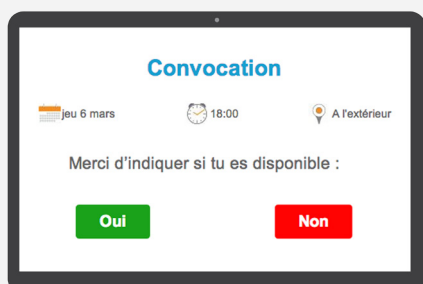 Convocation
jeu 6 mars 18:00 A l'extérieur
Merci d'indiquer si tu es disponible :
Oui Non